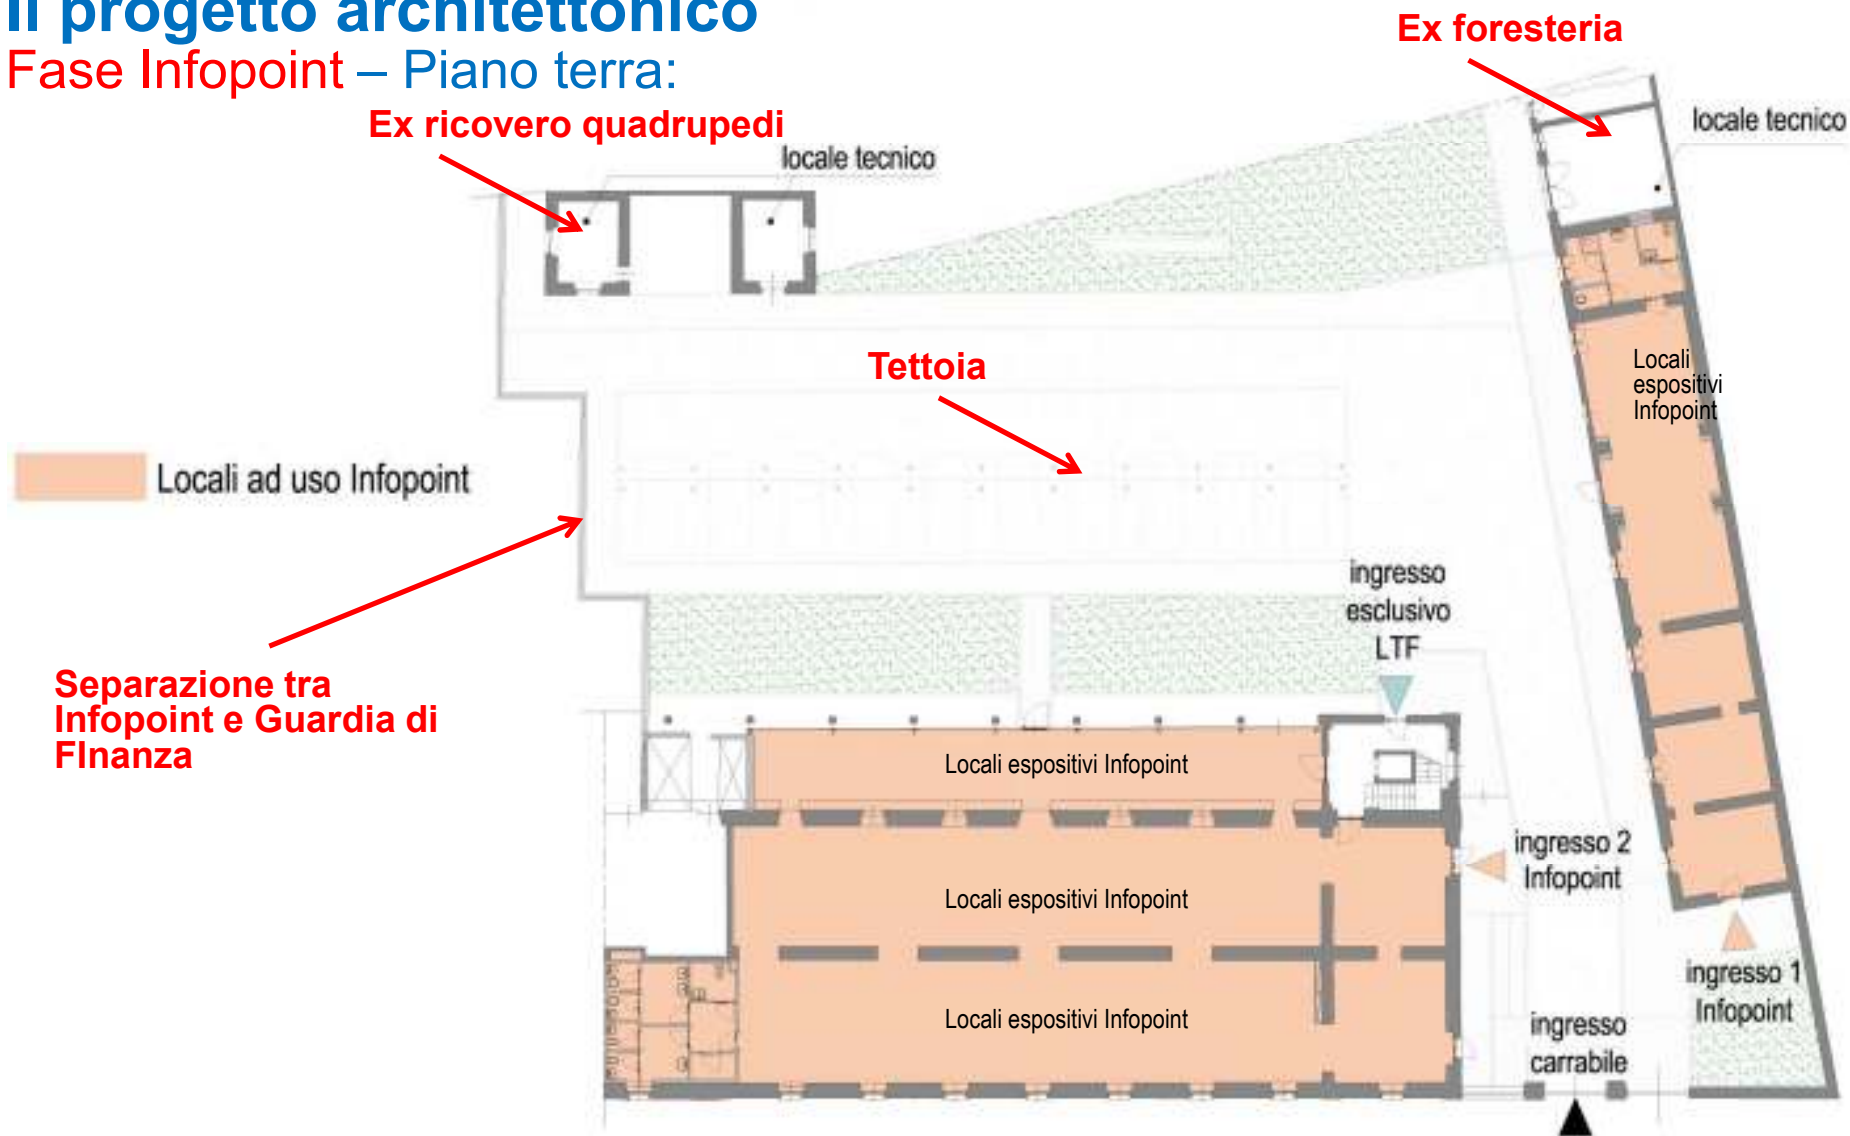 Il progetto architettonico
Fase Infopoint – Piano terra:
Ex foresteria
Ex ricovero quadrupedi
locale tecnico
locale tecnico
Tettoia
Locali
espositivi
Infopoint
Locali ad uso Infopoint
ingresso
esclusivo
LTF
Separazione tra
Infopoint e Guardia di
FInanza
Locali espositivi Infopoint
ingresso 2
Infopoint
Locali espositivi Infopoint
ingresso 1
Infopoint
Locali espositivi Infopoint
ingresso
carrabile